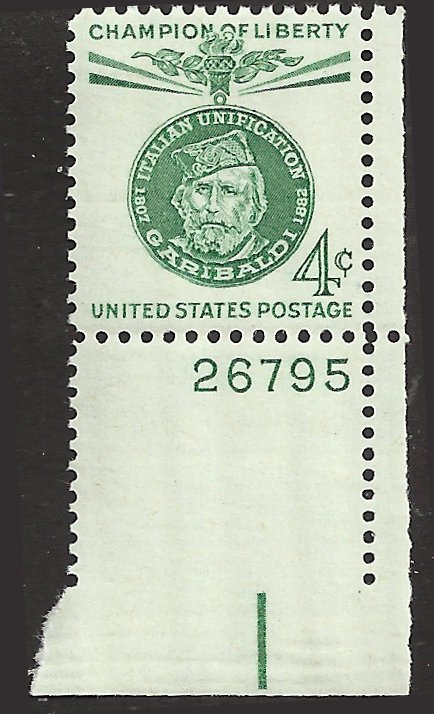 CHAMPION OF LIBERTY
ITALIAN UNIFICATION
1807 GARIBALDI 1882
4¢
UNITED STATES POSTAGE
26795